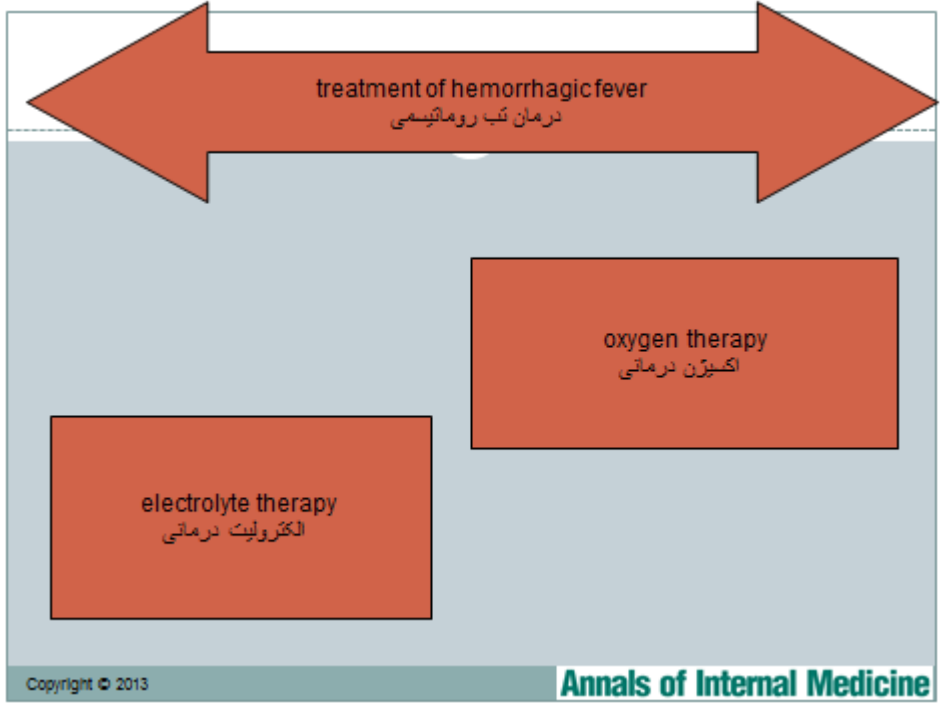 treatment of hemorrhagic fever
درمان تب روماتیسمی
oxygen therapy
اکسیژن درمانی
electrolyte therapy
الکترولیت درمانی
Copyright © 2013
Annals of Internal Medicine